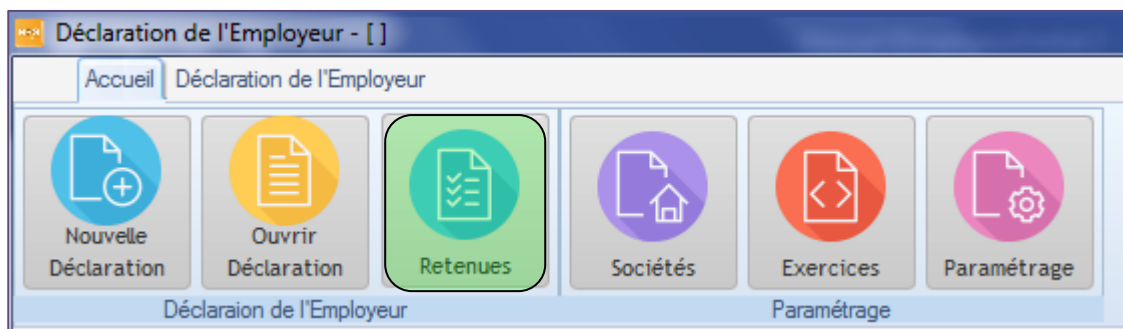 Déclaration de l'Employeur - [ ]
Accueil Déclaration de l'Employeur
Nouvelle
Déclaration
Ouvrir
Déclaration
Retenues
Sociétés
Exercices
Paramétrage
Déclaraion de l'Employeur
Paramétrage